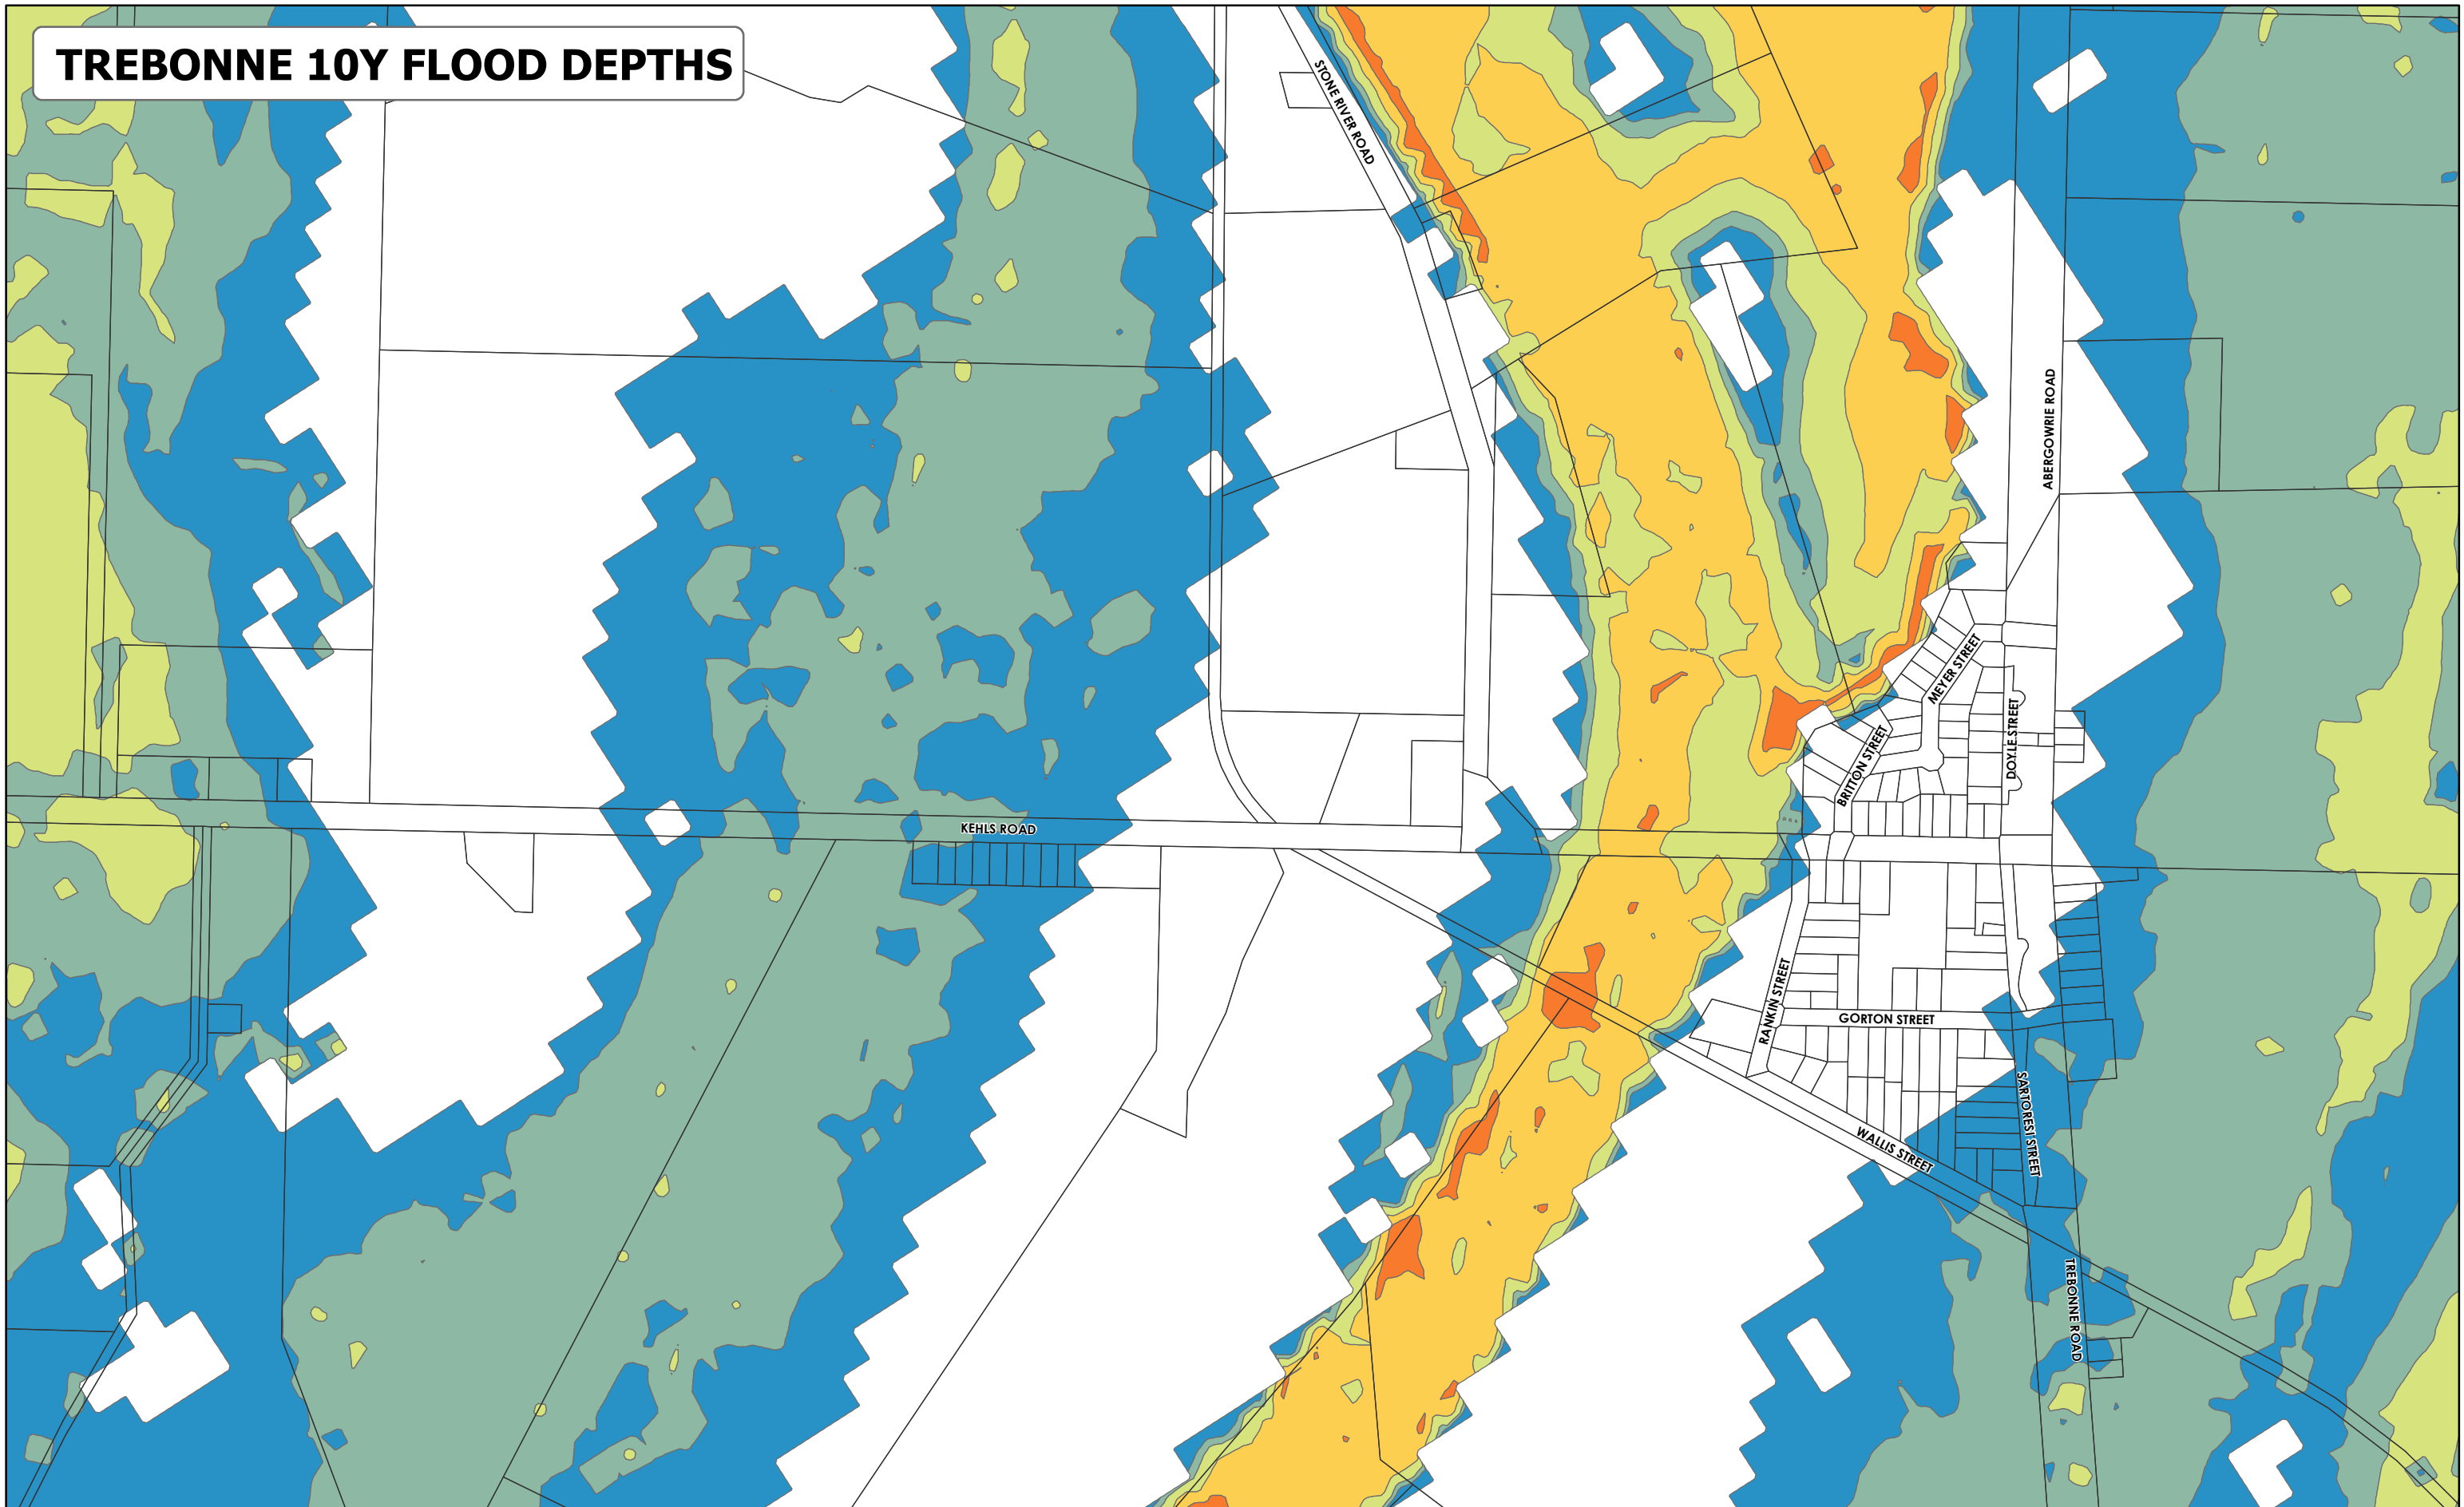 TREBONNE 10Y FLOOD DEPTHS
STONE RIVER ROAD
ABERGOWRIE ROAD
MEYER STREET
DOYLE STREET
BRITTON STREET
KEHLS ROAD
RANKIN STREET
GORTON STREET
SARTORESI STREET
WALLIS STREET
TREBONNE ROAD